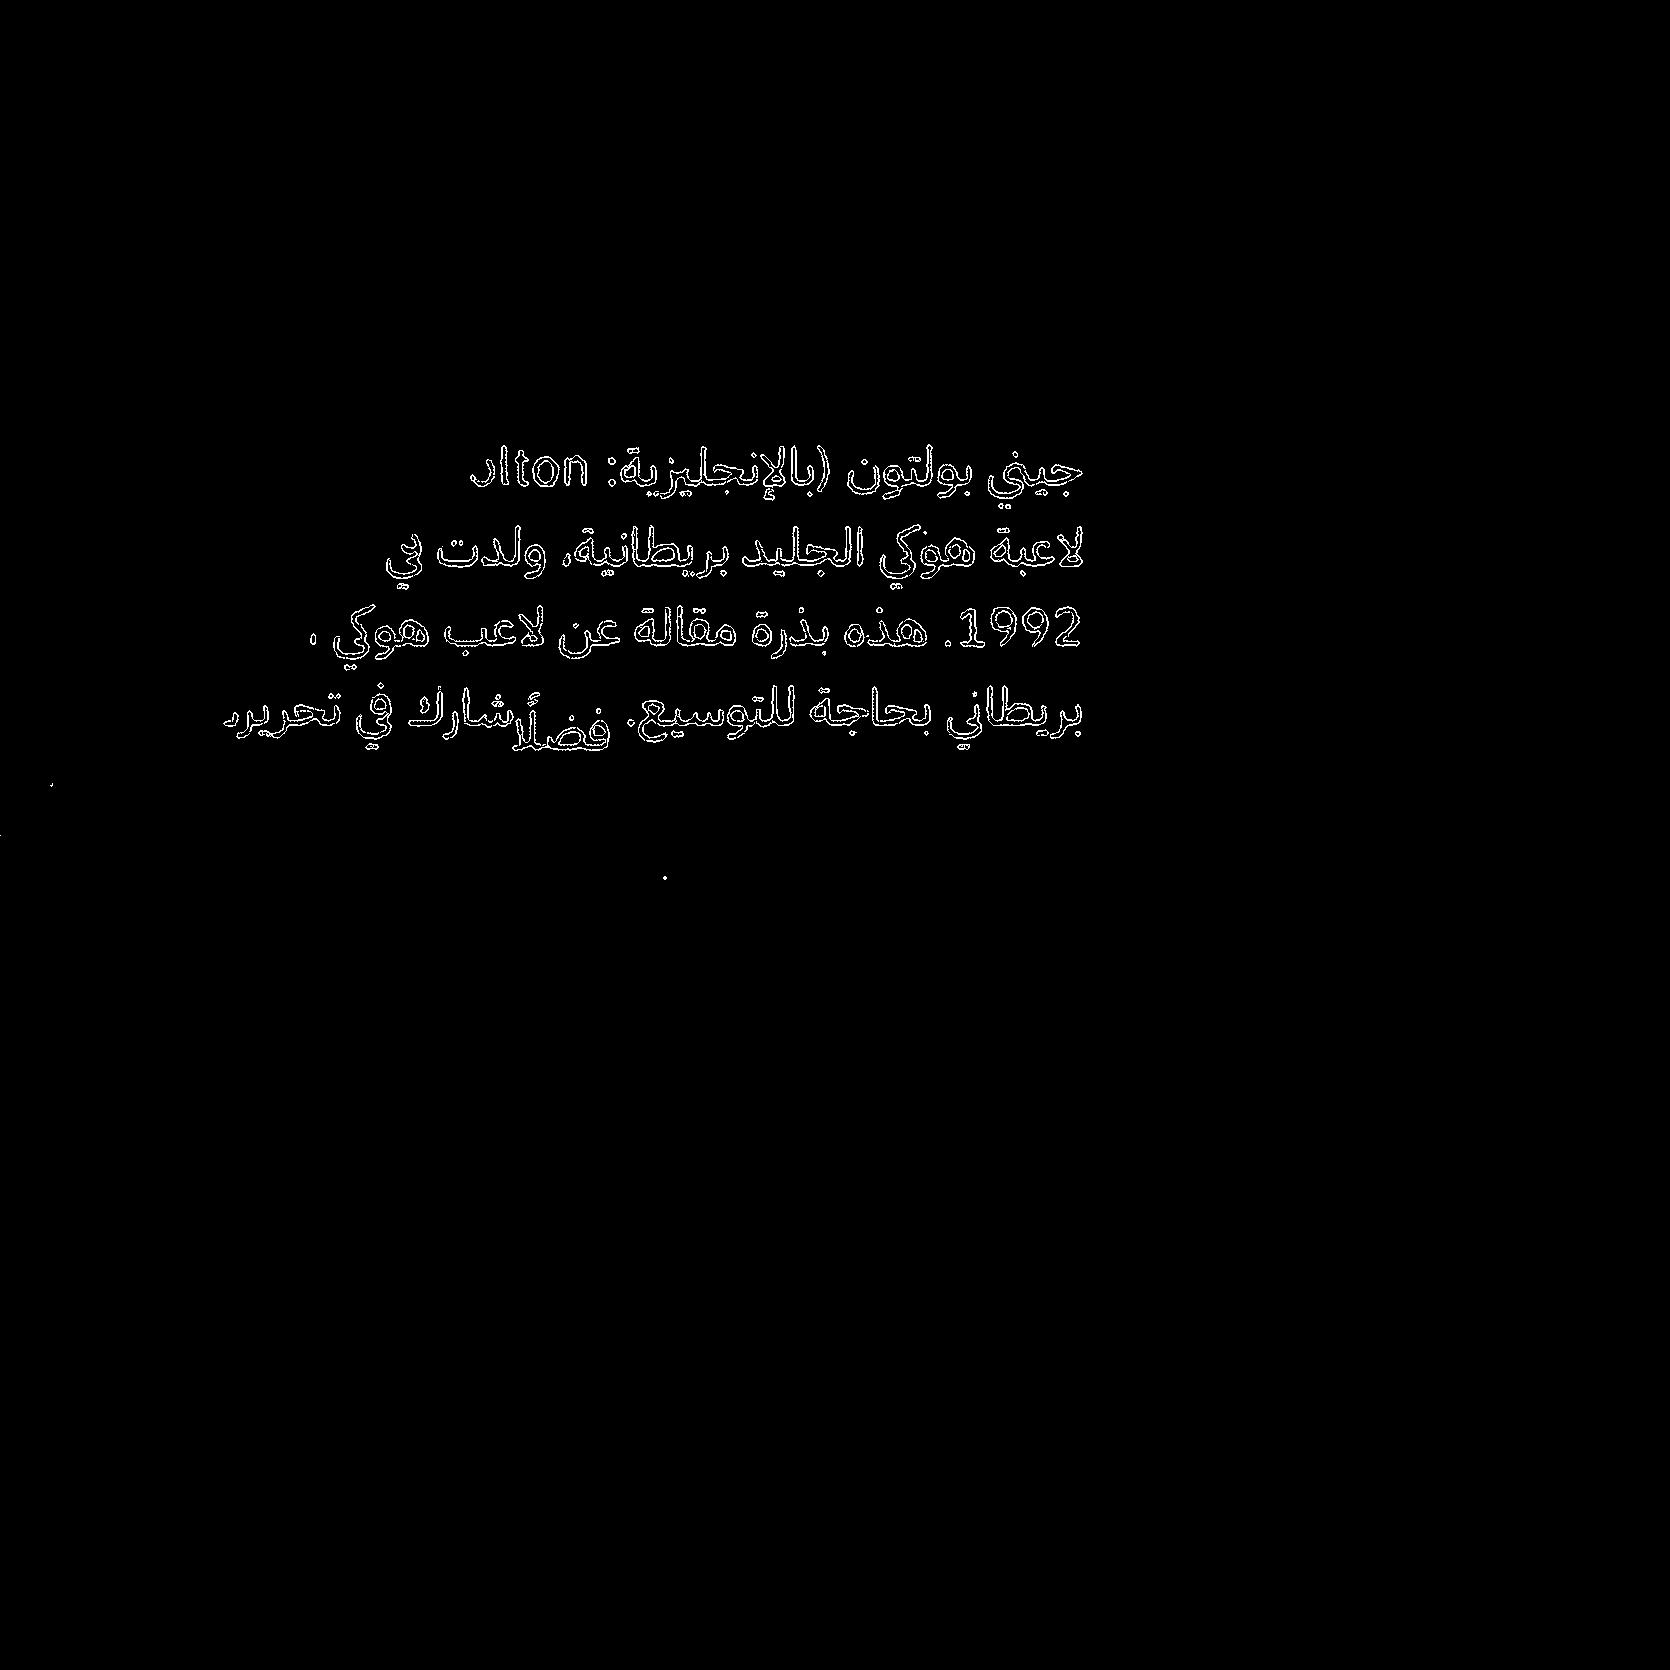 جيني بولتون (بالإنجليزية: lton
لاعبة هوكي الجليد بريطانية، ولدت في
1992. هذه بذرة مقالة عن لاعب هوكي
بريطاني بحاجة للتوسيع. فضلًا شارك في تحرير